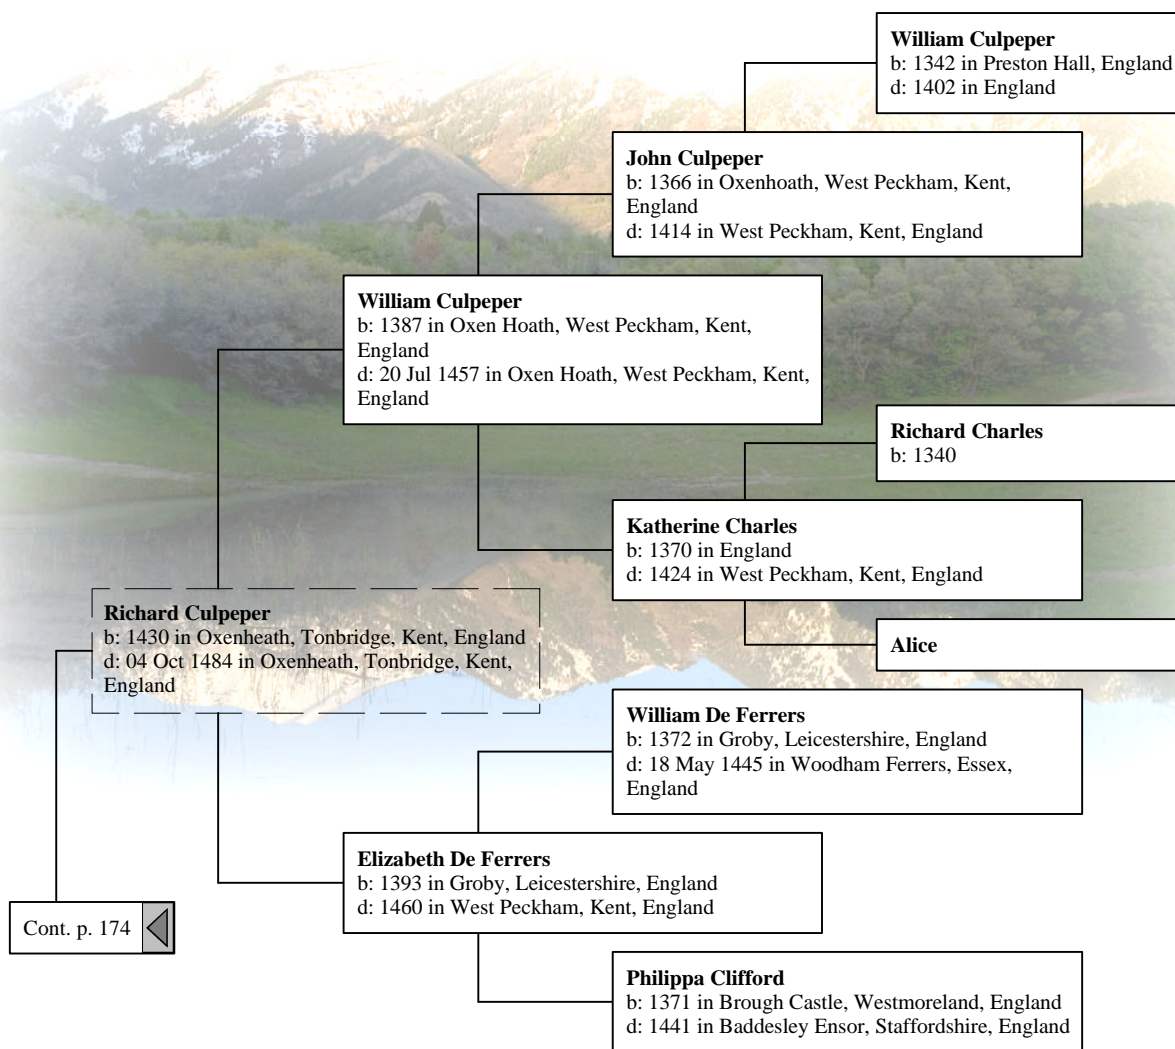 William Culpeper
b: 1342 in Preston Hall, England
d: 1402 in England
John Culpeper
b: 1366 in Oxenhoath, West Peckham, Kent,
England
d: 1414 in West Peckham, Kent, England
William Culpeper
b: 1387 in Oxen Hoath, West Peckham, Kent,
England
d: 20 Jul 1457 in Oxen Hoath, West Peckham, Kent,
England
Richard Charles
b: 1340
Katherine Charles
b: 1370 in England
d: 1424 in West Peckham, Kent, England
Richard Culpeper
b: 1430 in Oxenheath, Tonbridge, Kent, England
d: 04 Oct 1484 in Oxenheath, Tonbridge, Kent,
England
Alice
William De Ferrers
b: 1372 in Groby, Leicestershire, England
d: 18 May 1445 in Woodham Ferrers, Essex,
England
Elizabeth De Ferrers
b: 1393 in Groby, Leicestershire, England
d: 1460 in West Peckham, Kent, England
Cont. p. 174
Philippa Clifford
b: 1371 in Brough Castle, Westmoreland, England
d: 1441 in Baddesley Ensor, Staffordshire, England